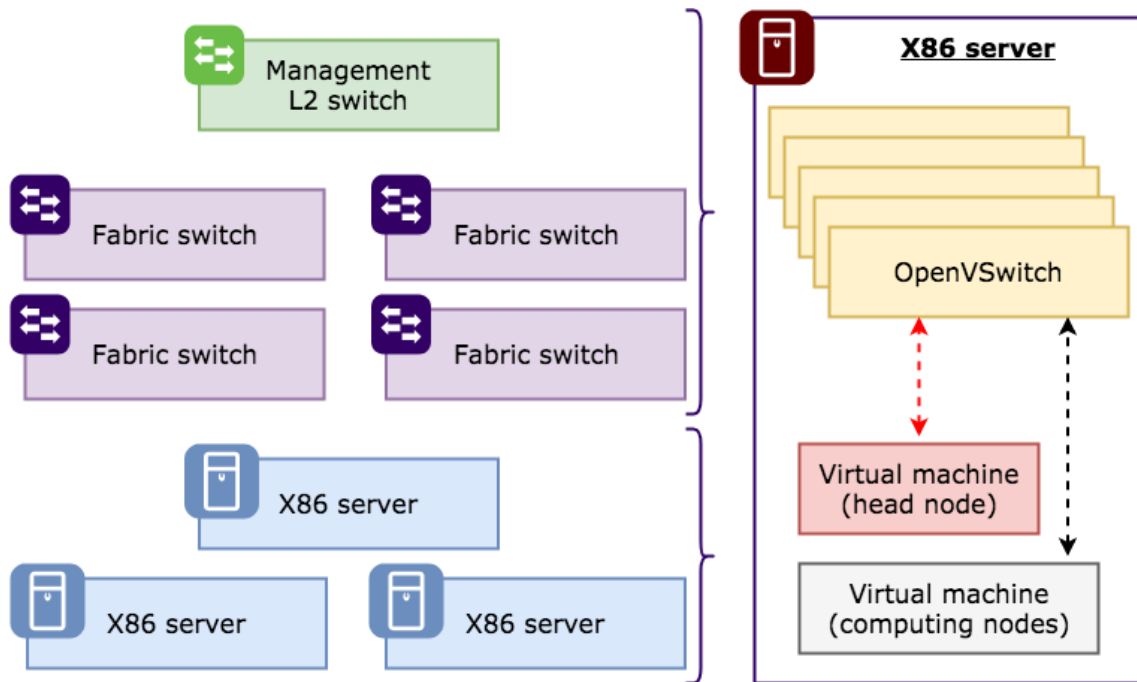 Management
L2 switch
Fabric switch
Fabric switch
Fabric switch
Fabric switch
X86 server
X86 server
X86 server
X86 server
OpenVSwitch
Virtual machine
(head node)
Virtual machine
(computing nodes)